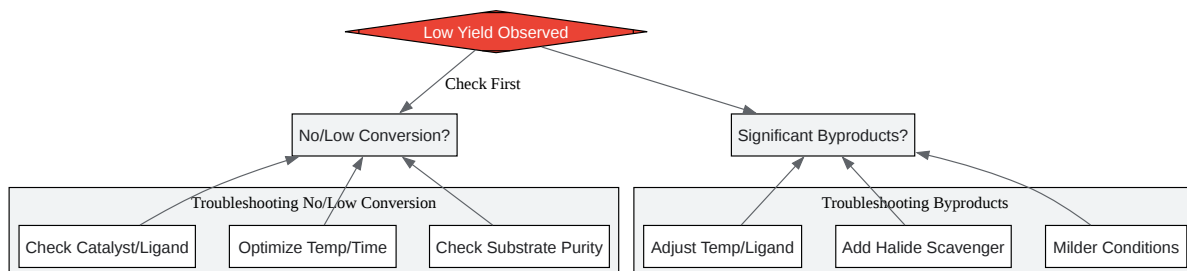 Low Yield Observed
Check First
No/Low Conversion?
Significant Byproducts?
Troubleshooting No/Low Conversion
Check Catalyst/Ligand
Optimize Temp/Time
Check Substrate Purity
Troubleshooting Byproducts
Adjust Temp/Ligand
Add Halide Scavenger
Milder Conditions